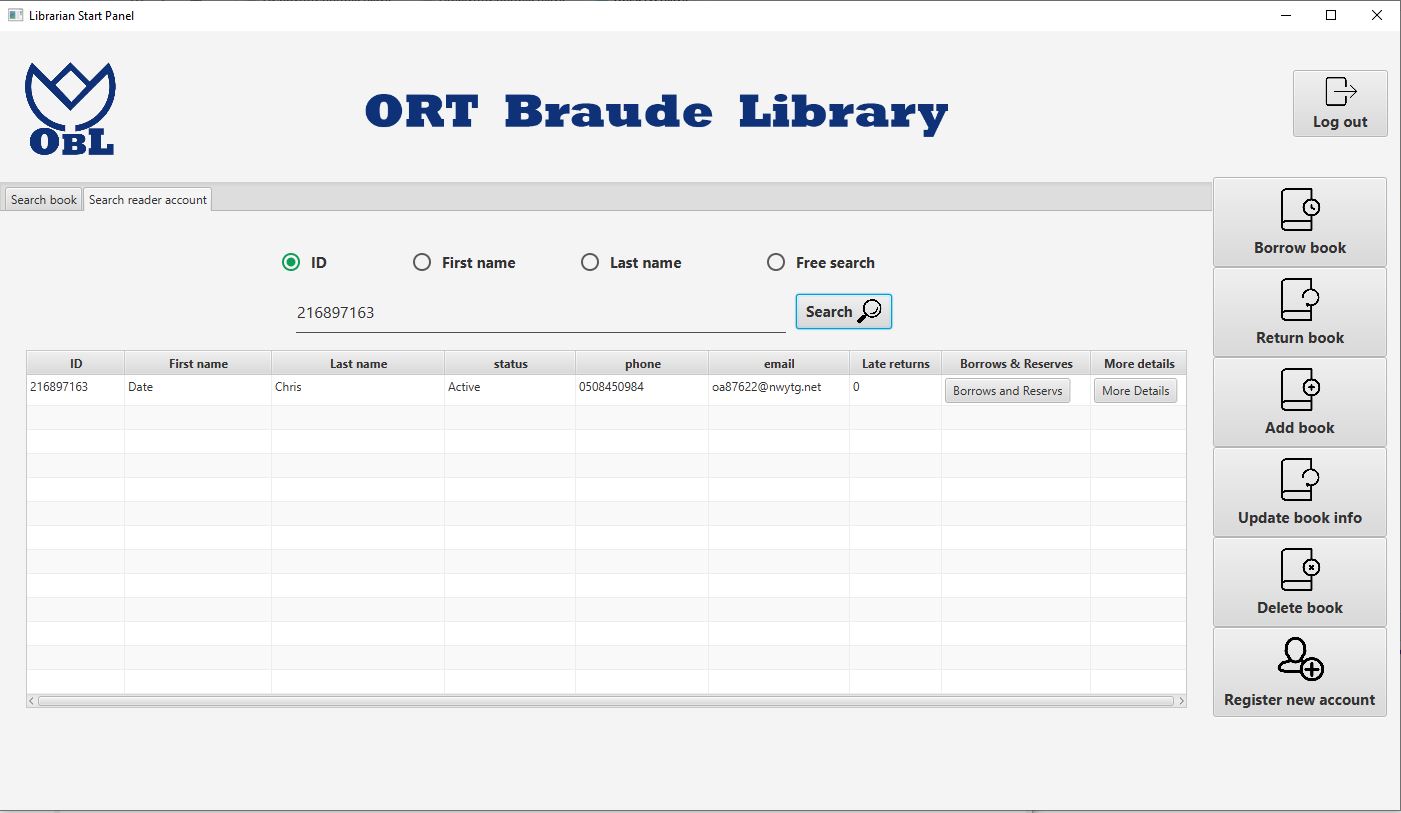 Librarian Start Panel
OBL
ORT Braude Library
Log out
Search book
Search reader account
ID
First name
Last name
Free search
216897163
Search
ID First name Last name status phone email Late returns Borrows & Reserves More details
216897163 Date Chris Active 0508450984 oa87622@nwytg.net 0 Borrows and Reservs More Details
Borrow book
Return book
Add book
Update book info
Delete book
Register new account